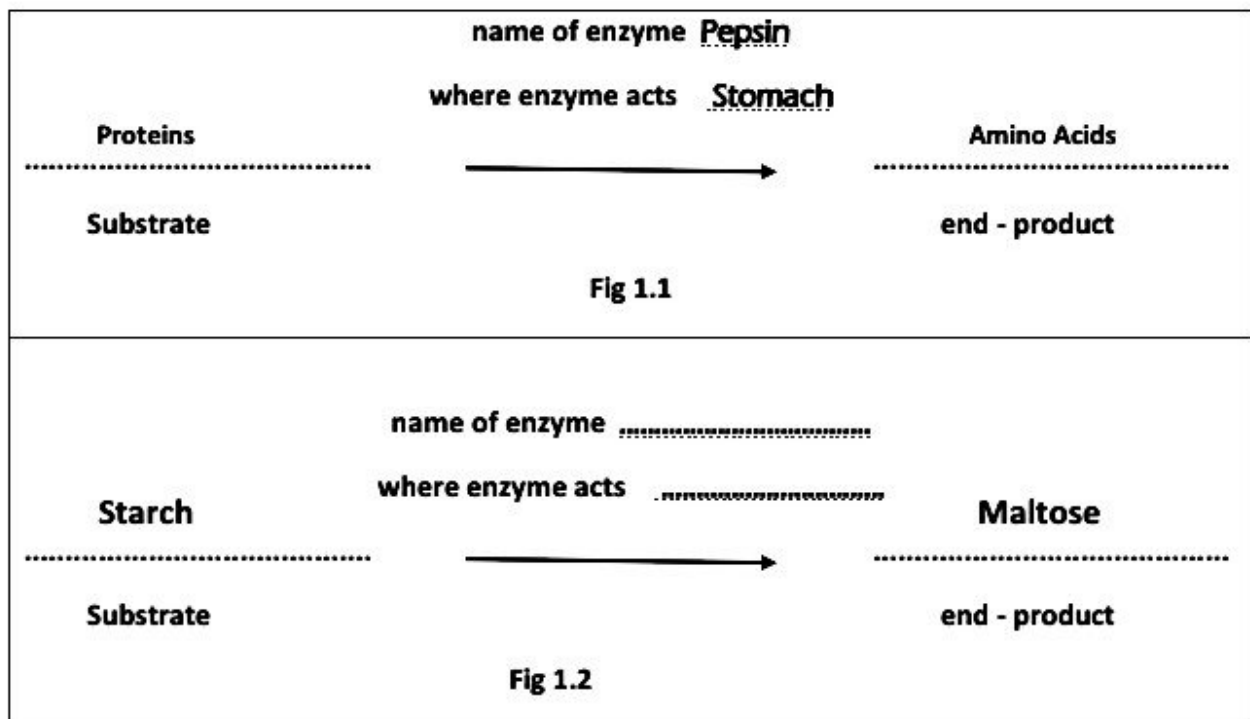 name of enzyme Pepsin
where enzyme acts Stomach
Proteins
Amino Acids
Substrate
end - product
Fig 1.1
name of enzyme ................................
where enzyme acts ................................
Starch
Maltose
Substrate
end - product
Fig 1.2